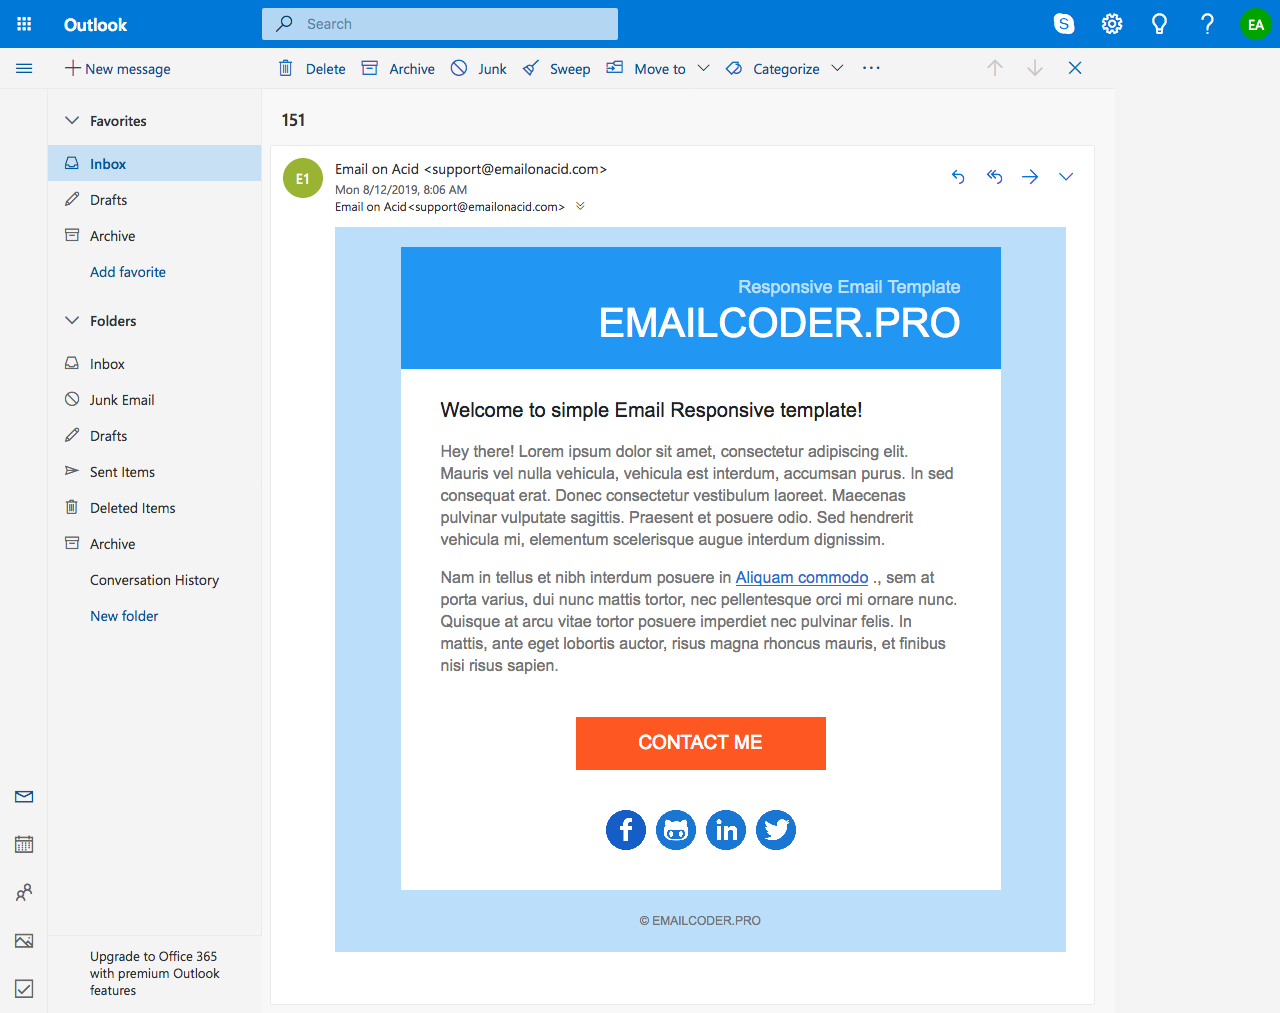 Outlook
Search
EA
New message
Delete
Archive
Junk
Sweep
Move to
Categorize
Favorites
Inbox
Drafts
Archive
Add favorite
Folders
Inbox
Junk Email
Drafts
Sent Items
Deleted Items
Archive
Conversation History
New folder
Upgrade to Office 365
with premium Outlook
features
151
E1
Email on Acid <support@emailonacid.com>
Mon 8/12/2019, 8:06 AM
Email on Acid<support@emailonacid.com>
Responsive Email Template
EMAILCODER.PRO
Welcome to simple Email Responsive template!
Hey there! Lorem ipsum dolor sit amet, consectetur adipiscing elit.
Mauris vel nulla vehicula, vehicula est interdum, accumsan purus. In sed
consequat erat. Donec consectetur vestibulum laoreet. Maecenas
pulvinar vulputate sagittis. Praesent et posuere odio. Sed hendrerit
vehicula mi, elementum scelerisque augue interdum dignissim.
Nam in tellus et nibh interdum posuere in Aliquam commodo ., sem at
porta varius, dui nunc mattis tortor, nec pellentesque orci mi ornare nunc.
Quisque at arcu vitae tortor posuere imperdiet nec pulvinar felis. In
mattis, ante eget lobortis auctor, risus magna rhoncus mauris, et finibus
nisi risus sapien.
CONTACT ME
© EMAILCODER.PRO